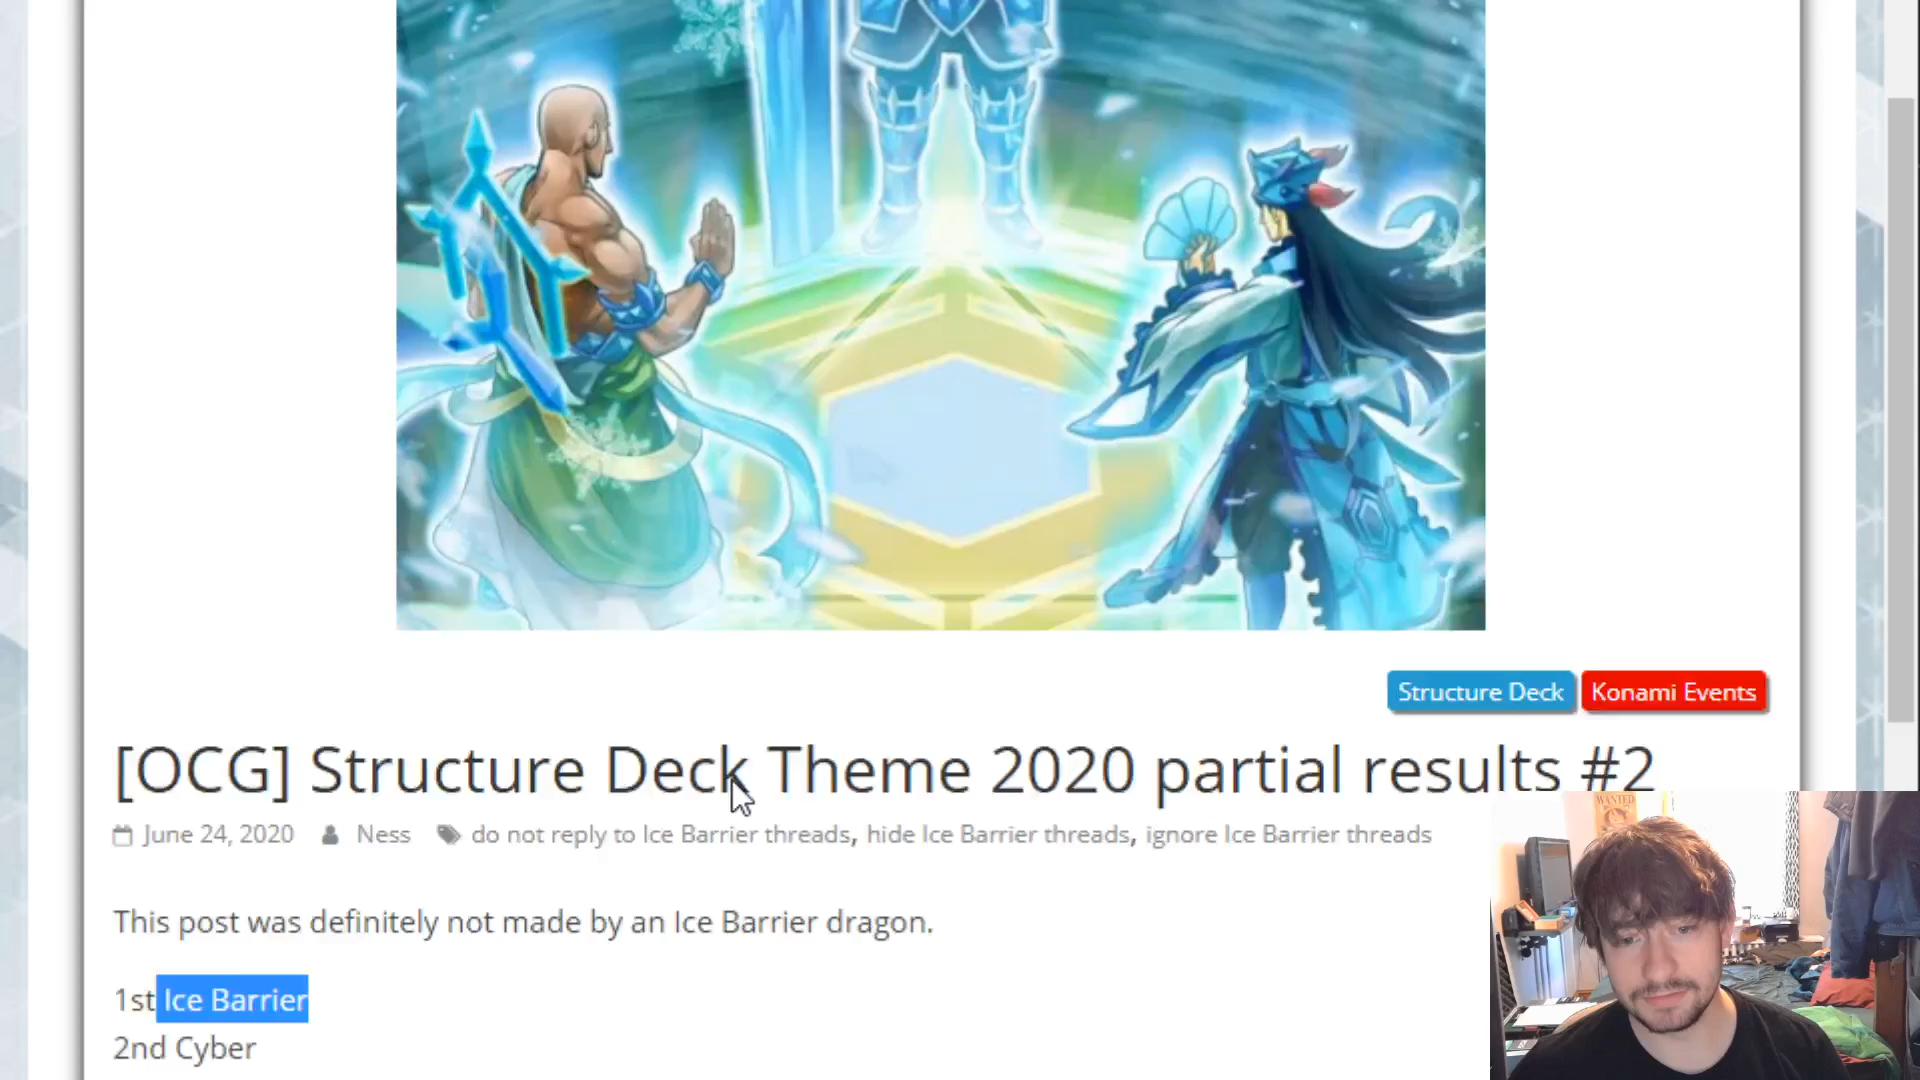 Structure Deck Konami Events
[OCG] Structure Deck Theme 2020 partial results #2
June 24, 2020 Ness do not reply to Ice Barrier threads, hide Ice Barrier threads, ignore Ice Barrier threads
This post was definitely not made by an Ice Barrier dragon.
1st Ice Barrier
2nd Cyber
WANTED